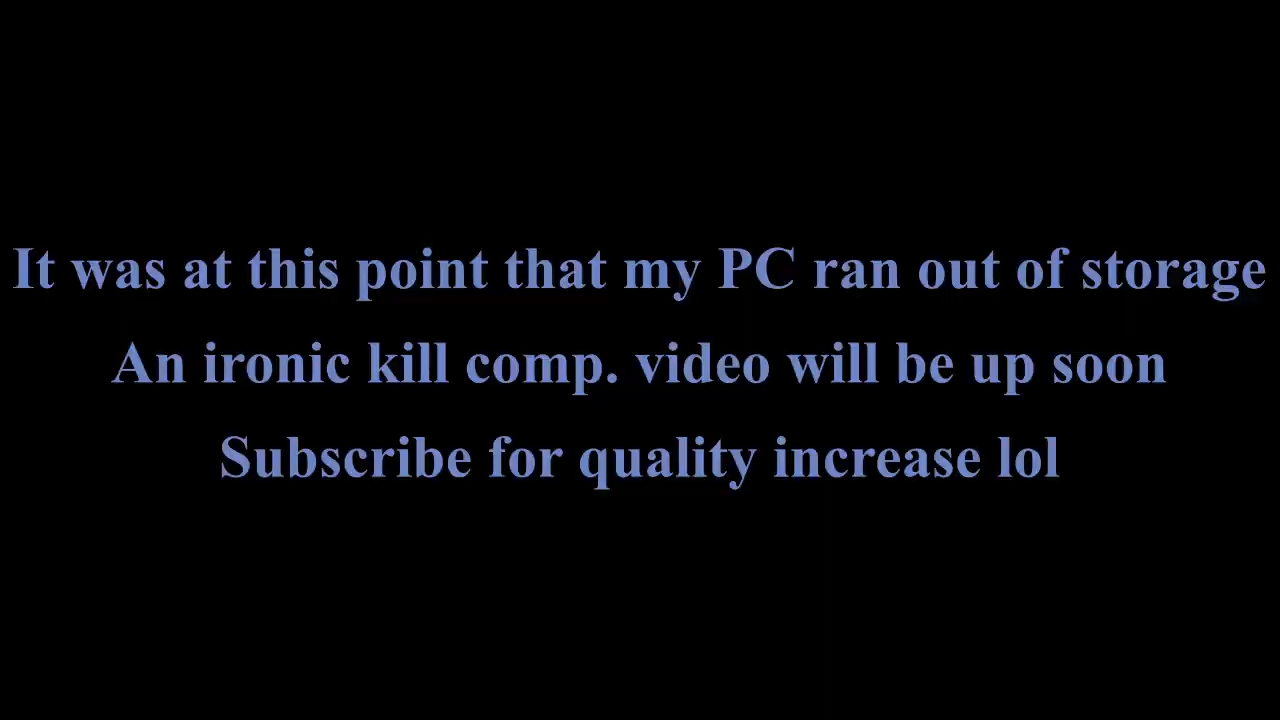 It was at this point that my PC ran out of storage
An ironic kill comp. video will be up soon
Subscribe for quality increase lol